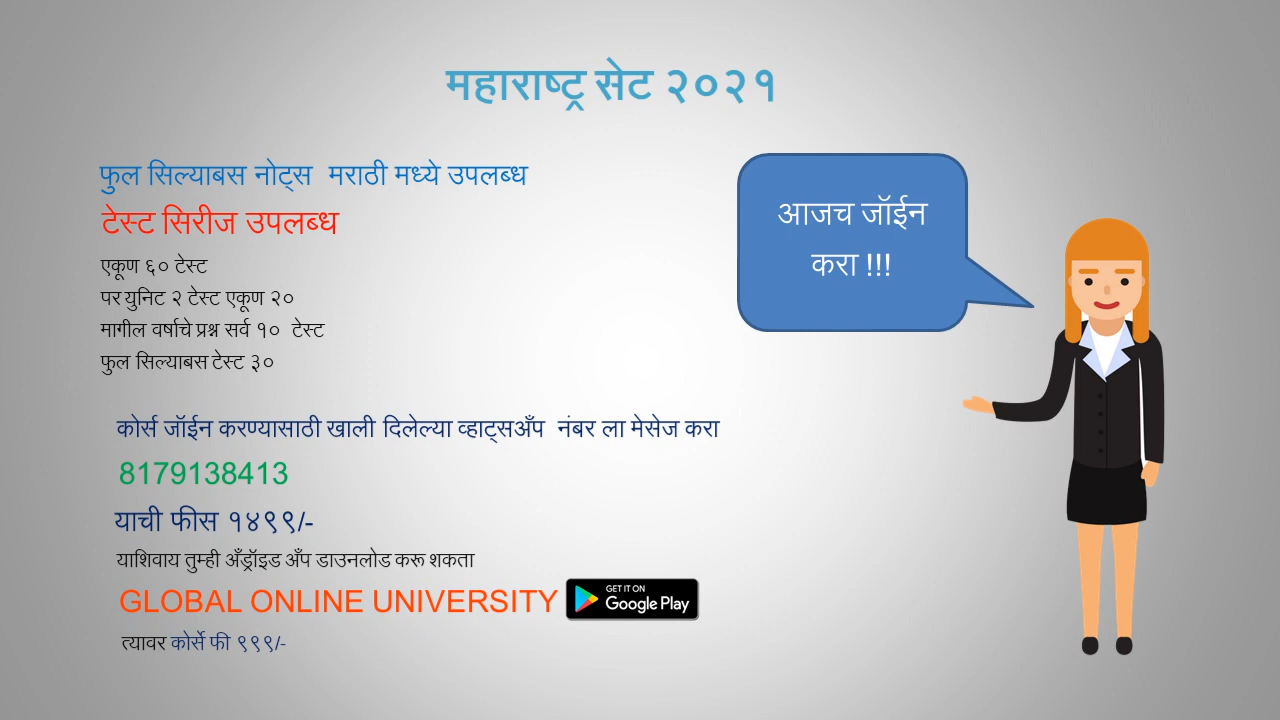 महाराष्ट्र सेट २०२१
फुल सिल्याबस नोट्स मराठी मध्ये उपलब्ध
टेस्ट सिरीज उपलब्ध
एकूण ६० टेस्ट
पर युनिट २ टेस्ट एकूण २०
मागील वर्षाचे प्रश्न सर्व १० टेस्ट
फुल सिल्याबस टेस्ट ३०
आजच जॉईन
करा !!!
कोर्स जॉईन करण्यासाठी खाली दिलेल्या व्हाट्सअँप नंबर ला मेसेज करा
8179138413
याची फीस १४९९/-
याशिवाय तुम्ही अँड्रॉइड अँप डाउनलोड करू शकता
GLOBAL ONLINE UNIVERSITY
GET IT ON
Google Play
त्यावर कोर्से फी ९९९/-